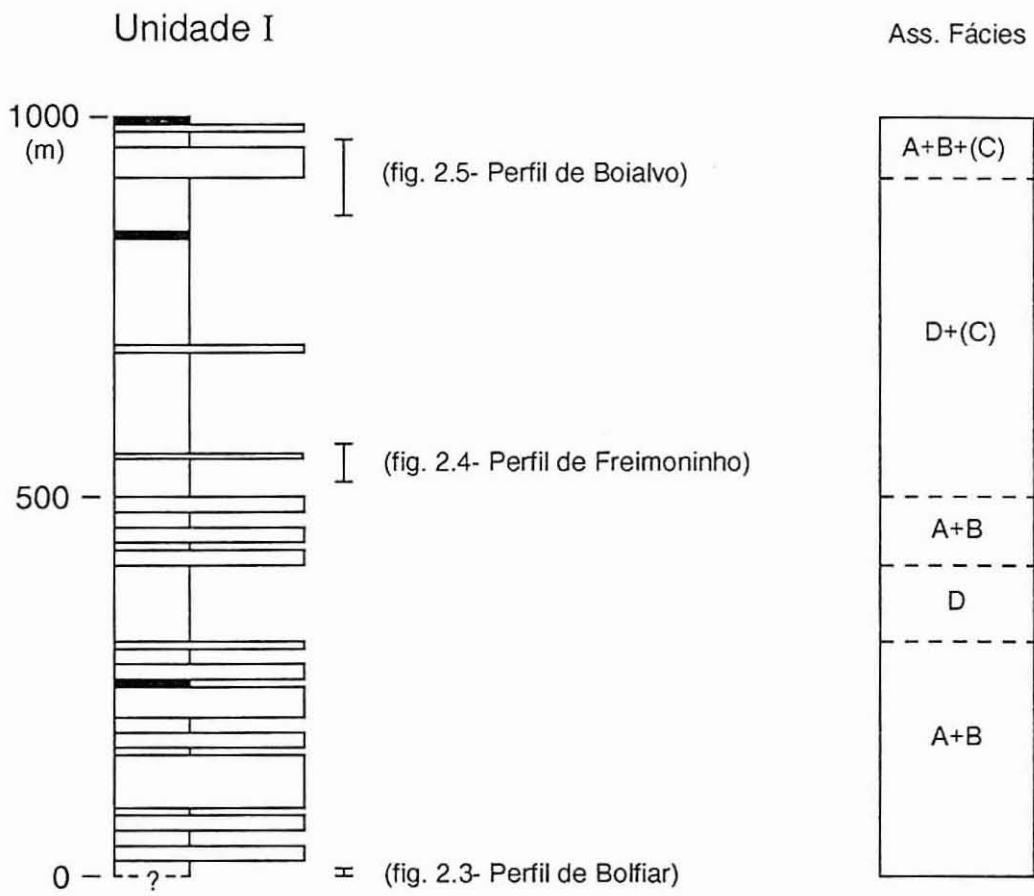 Unidade I
Ass. Fácies
1000
(m)
A+B+(C)
(fig. 2.5- Perfil de Boialvo)
D+(C)
(fig. 2.4- Perfil de Freimoninho)
500
A+B
D
A+B
0
?
(fig. 2.3- Perfil de Bolfiar)